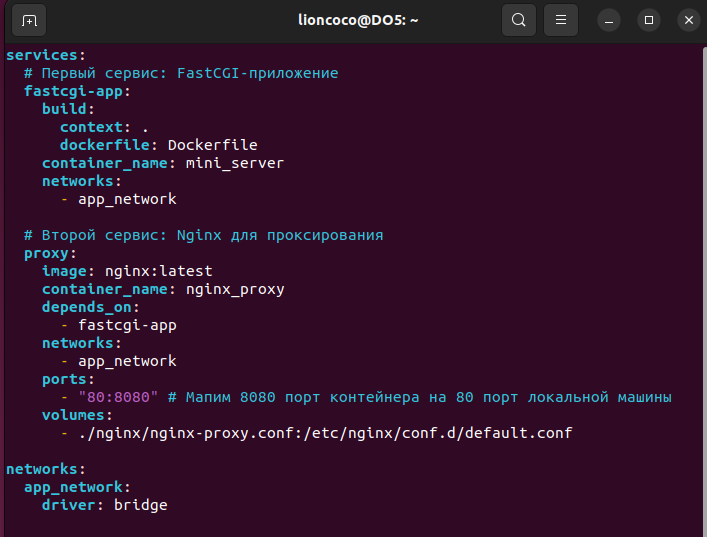 lioncoco@DO5: ~
services:
  # Первый сервис: FastCGI-приложение
  fastcgi-app:
    build:
      context: .
      dockerfile: Dockerfile
    container_name: mini_server
    networks:
      - app_network

  # Второй сервис: Nginx для проксирования
  proxy:
    image: nginx:latest
    container_name: nginx_proxy
    depends_on:
      - fastcgi-app
    networks:
      - app_network
    ports:
      - "80:8080" # Мапим 8080 порт контейнера на 80 порт локальной машины
    volumes:
      - ./nginx/nginx-proxy.conf:/etc/nginx/conf.d/default.conf

networks:
  app_network:
    driver: bridge